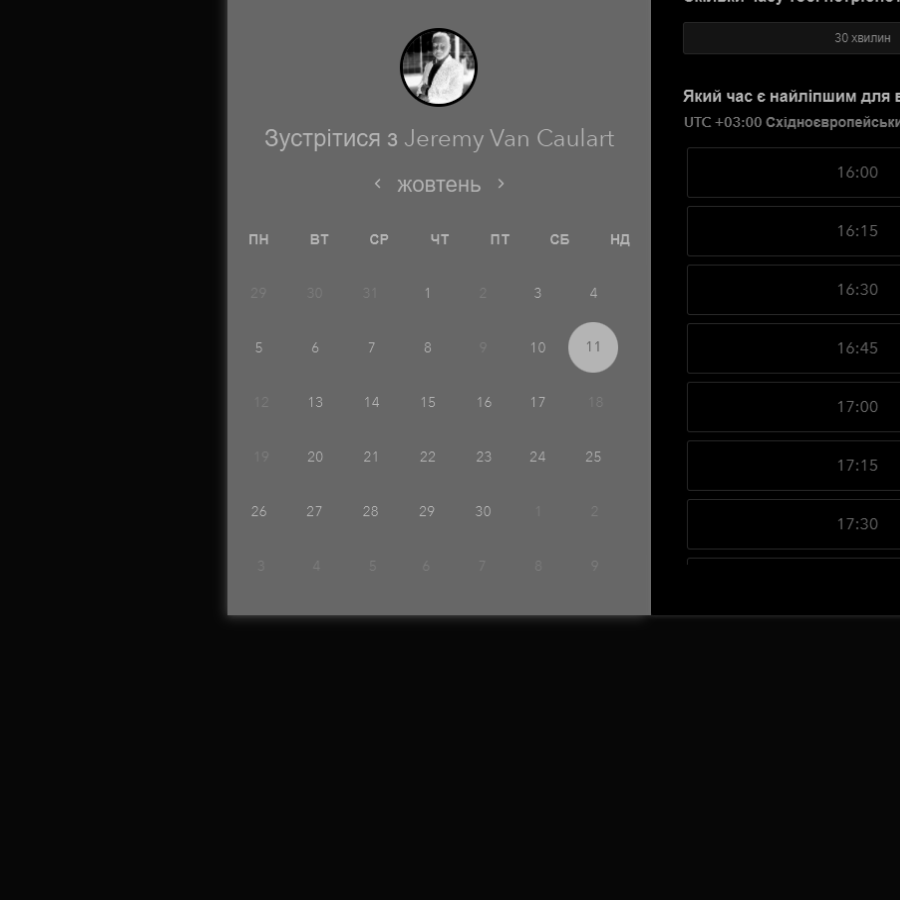 Зустрітися з Jeremy Van Caulart
жовтень
ПН ВТ СР ЧТ ПТ СБ НД
29 30 31 1 2 3 4
5 6 7 8 9 10 11
12 13 14 15 16 17 18
19 20 21 22 23 24 25
26 27 28 29 30 1 2
3 4 5 6 7 8 9
30 хвилин
Який час є найліпшим для
UTC +03:00
16:00
16:15
16:30
16:45
17:00
17:15
17:30